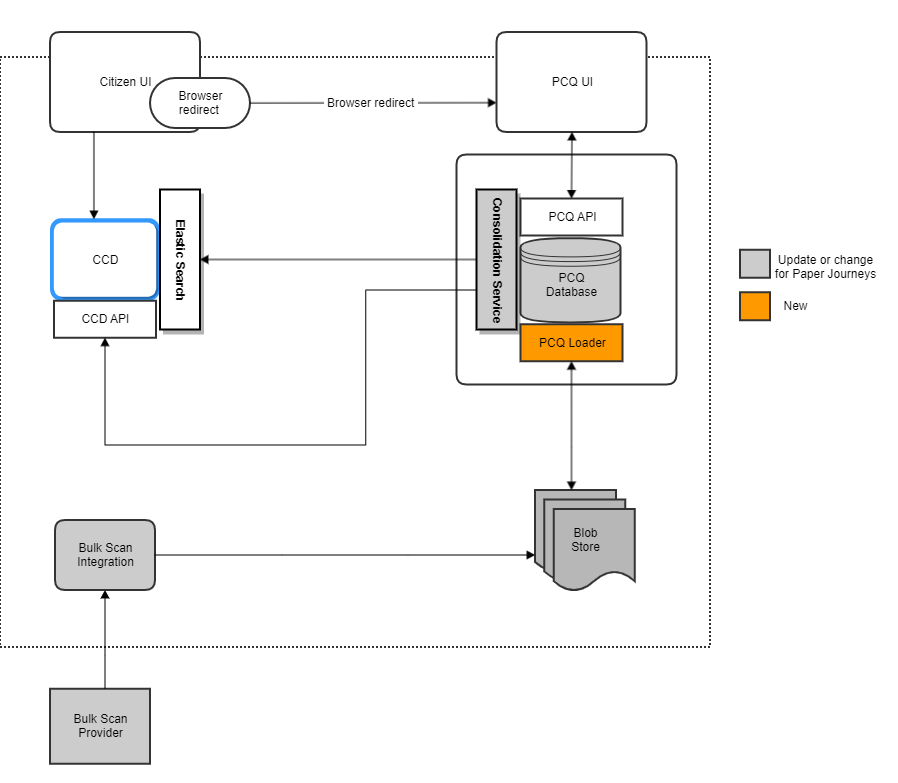 Citizen UI
Browser
redirect
Browser redirect
PCQ UI
CCD
CCD API
Elastic Search
Consolidation Service
PCQ API
PCQ
Database
PCQ Loader
Update or change
for Paper Journeys
New
Bulk Scan
Integration
Blob
Store
Bulk Scan
Provider